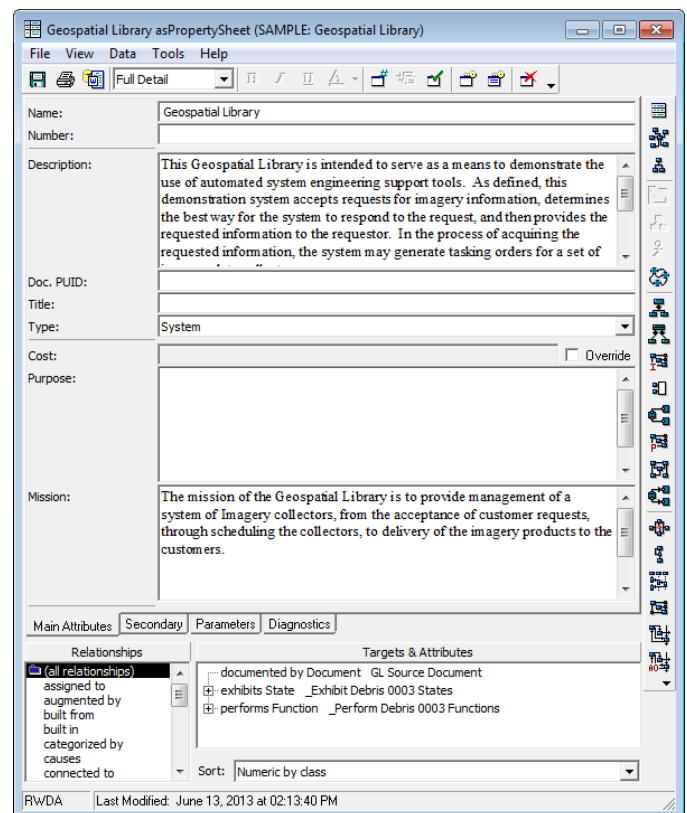 Geospatial Library asPropertySheet (SAMPLE: Geospatial Library)
File View Data Tools Help
Full Detail
Name: Geospatial Library
Number:
Description: This Geospatial Library is intended to serve as a means to demonstrate the
use of automated system engineering support tools. As defined, this
demonstration system accepts requests for imagery information, determines
the best way for the system to respond to the request, and then provides the
requested information to the requestor. In the process of acquiring the
requested information, the system may generate tasking orders for a set of
Doc. PUID:
Title:
Type: System
Cost: Override
Purpose:
Mission: The mission of the Geospatial Library is to provide management of a
system of Imagery collectors, from the acceptance of customer requests,
through scheduling the collectors, to delivery of the imagery products to the
customers.
Main Attributes Secondary Parameters Diagnostics
Relationships Targets & Attributes
(all relationships)
assigned to
augmented by
built from
built in
categorized by
causes
connected to
documented by Document GL Source Document
exhibits State _Exhibit Debris 0003 States
performs Function _Perform Debris 0003 Functions
Sort: Numeric by class
RWDA Last Modified: June 13, 2013 at 02:13:40 PM